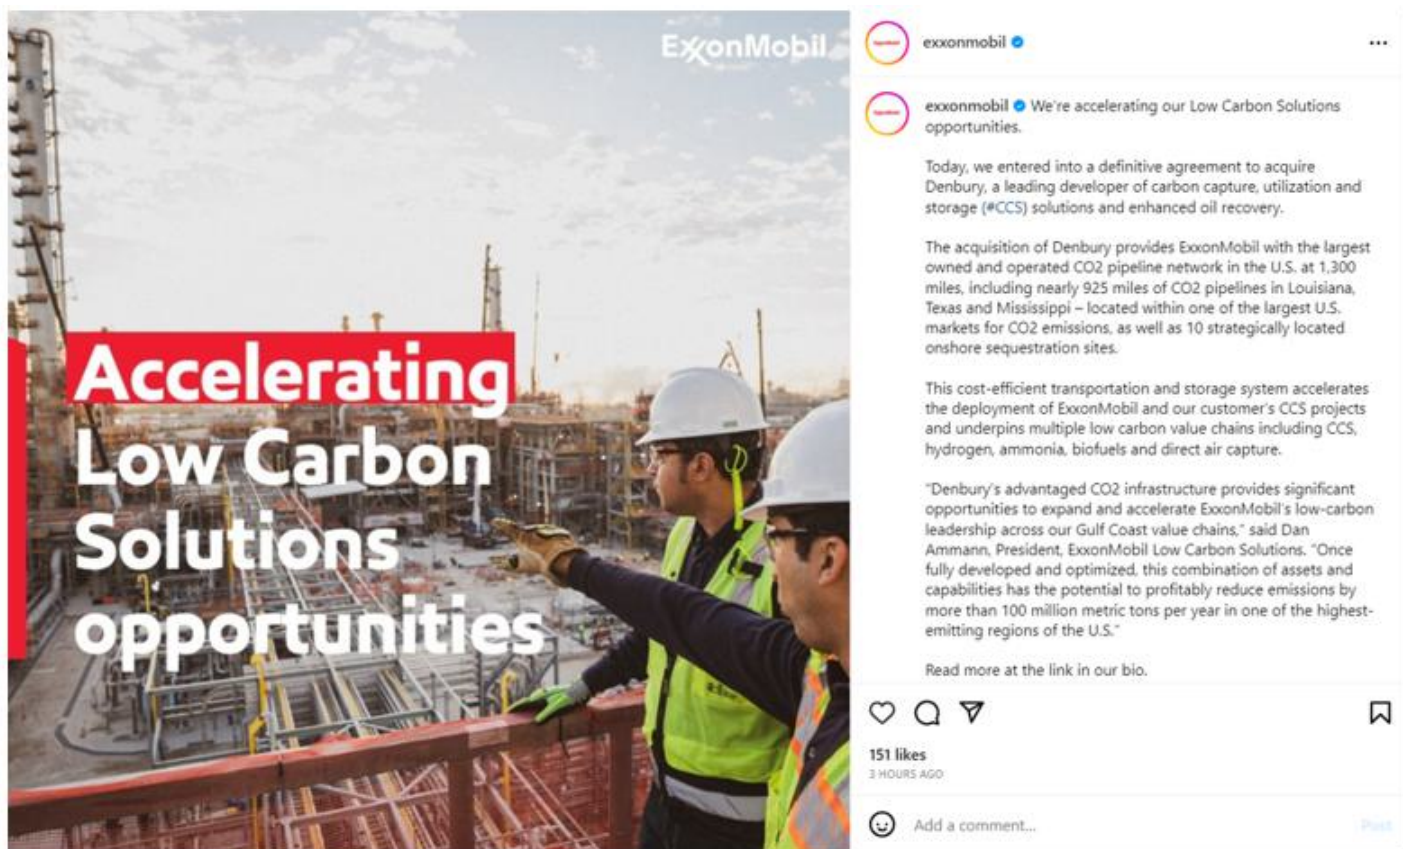 ExxonMobil
Accelerating
Low Carbon
Solutions
opportunities
exxonmobil
exxonmobil We're accelerating our Low Carbon Solutions
opportunities.
Today, we entered into a definitive agreement to acquire
Denbury, a leading developer of carbon capture, utilization and
storage (#CCS) solutions and enhanced oil recovery.
The acquisition of Denbury provides ExxonMobil with the largest
owned and operated CO2 pipeline network in the U.S. at 1,300
miles, including nearly 925 miles of CO2 pipelines in Louisiana,
Texas and Mississippi – located within one of the largest U.S.
markets for CO2 emissions, as well as 10 strategically located
onshore sequestration sites.
This cost-efficient transportation and storage system accelerates
the deployment of ExxonMobil and our customer's CCS projects
and underpins multiple low carbon value chains including CCS,
hydrogen, ammonia, biofuels and direct air capture.
"Denbury's advantaged CO2 infrastructure provides significant
opportunities to expand and accelerate ExxonMobil's low-carbon
leadership across our Gulf Coast value chains," said Dan
Ammann, President, ExxonMobil Low Carbon Solutions. "Once
fully developed and optimized, this combination of assets and
capabilities has the potential to profitably reduce emissions by
more than 100 million metric tons per year in one of the highest-
emitting regions of the U.S."
Read more at the link in our bio.
151 likes
3 HOURS AGO
Add a comment...
Post